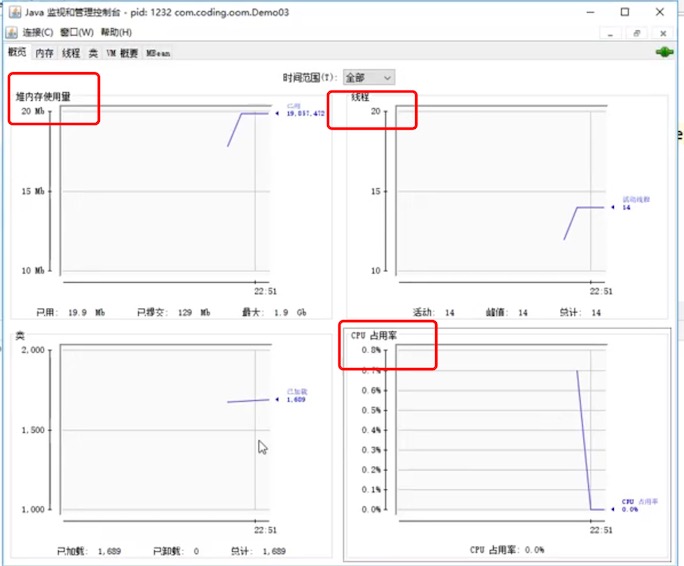 Java 监视和管理控制台 - pid: 1232 com.coding.oom.Demo03
连接(C) 窗口(W) 帮助(H)
概览 内存 线程 类 VM 概要 MBean
时间范围(T): 全部
堆内存使用量
20 Mb
15 Mb
10 Mb
已用
22:51
已用: 19.9 Mb 已提交: 129 Mb 最大: 1.9 Gb
线程
20
15
10
活动线程
14
22:51
活动: 14 峰值: 14 总计: 14
类
2,000
1,500
1,000
已加载
1,689
22:51
已加载: 1,689 已卸载: 0 总计: 1,689
CPU 占用率
0.8%
0.7%
0.6%
0.5%
0.4%
0.3%
0.2%
0.1%
0.0%
CPU 占用率
0.0%
22:51
CPU 占用率: 0.0%